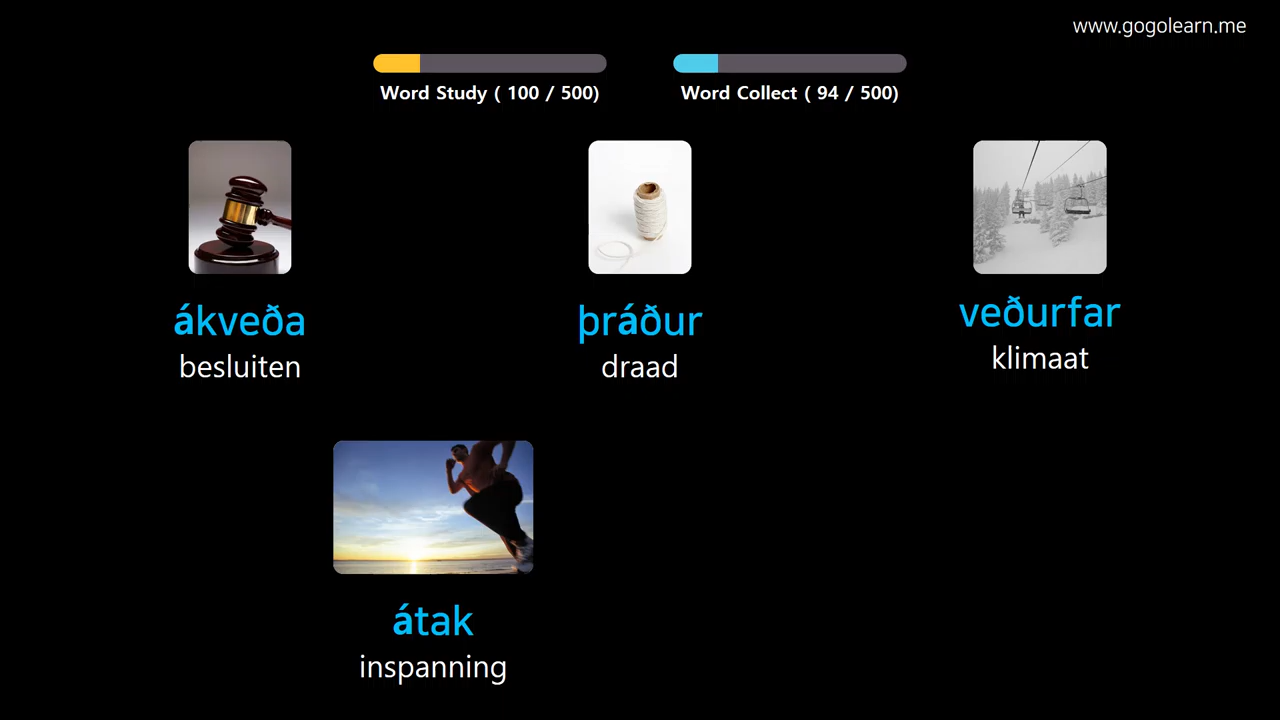 www.gogolearn.me
Word Study ( 100 / 500)
Word Collect ( 94 / 500)
ákveða
besluiten
þráður
draad
veðurfar
klimaat
átak
inspanning